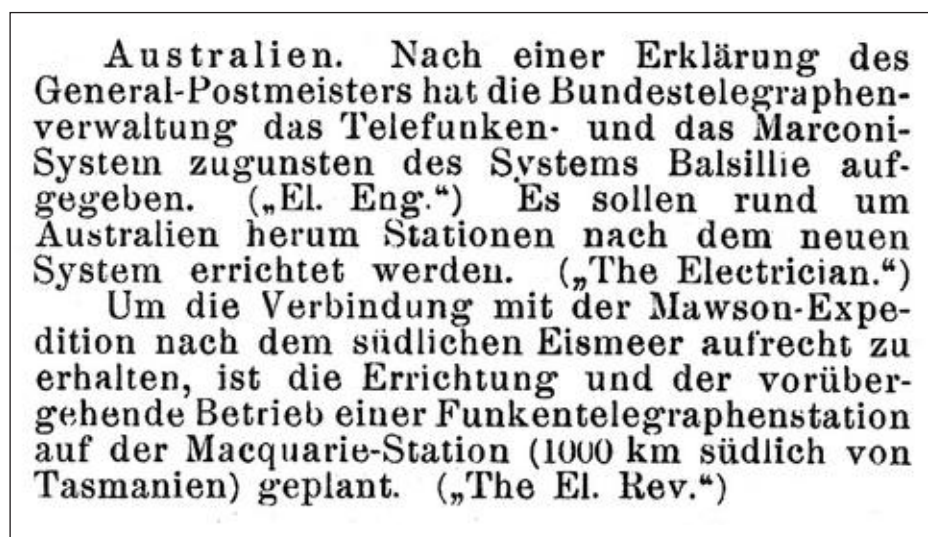 Australien. Nach einer Erklärung des
General-Postmeisters hat die Bundestelegraphen-
verwaltung das Telefunken- und das Marconi-
System zugunsten des Systems Balsillie auf-
gegeben. („El. Eng.“) Es sollen rund um
Australien herum Stationen nach dem neuen
System errichtet werden. („The Electrician.“)
Um die Verbindung mit der Mawson-Expe-
dition nach dem südlichen Eismeer aufrecht zu
erhalten, ist die Errichtung und der vorüber-
gehende Betrieb einer Funkentelegraphenstation
auf der Macquarie-Station (1000 km südlich von
Tasmanien) geplant. („The El. Rev.“)